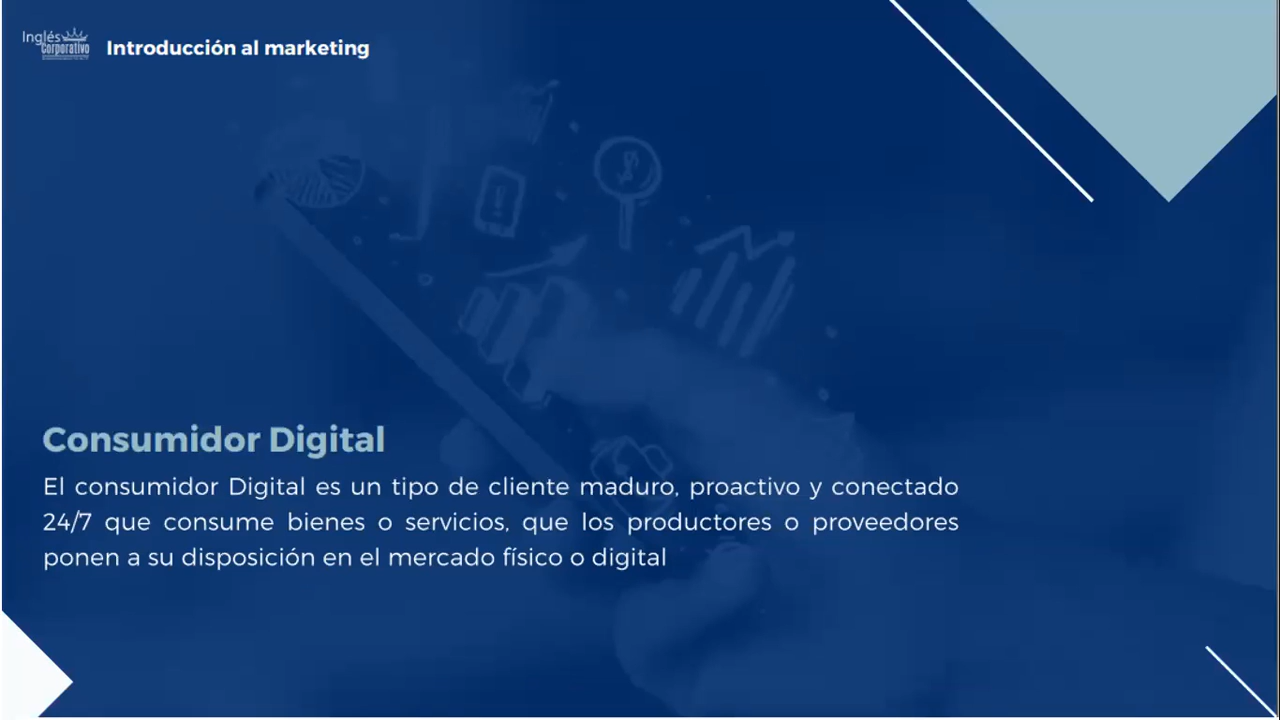 Inglés
Corporativo
Introducción al marketing
Consumidor Digital
El consumidor Digital es un tipo de cliente maduro, proactivo y conectado
24/7 que consume bienes o servicios, que los productores o proveedores
ponen a su disposición en el mercado físico o digital